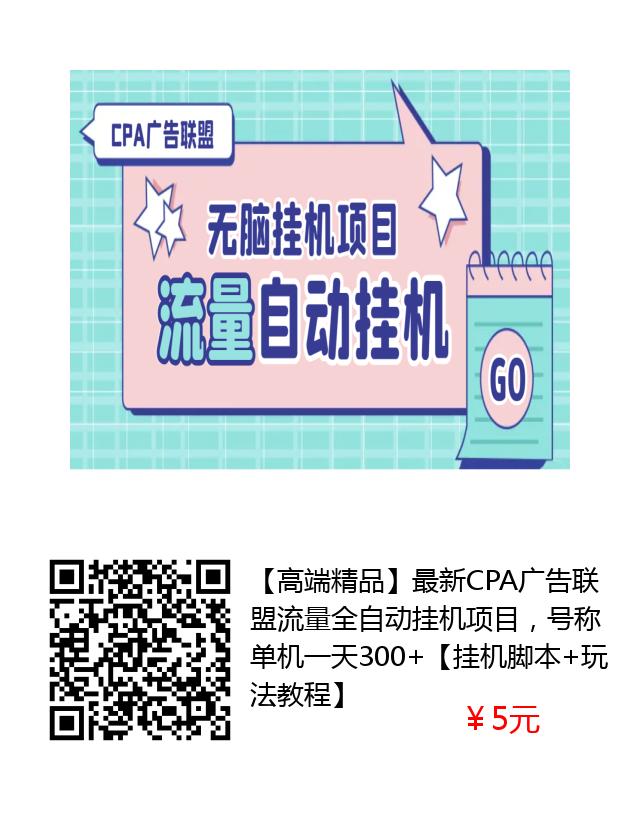 CPA广告联盟
无脑挂机项目
流量自动挂机
GO
【高端精品】最新CPA广告联
盟流量全自动挂机项目，号称
单机一天300+【挂机脚本+玩
法教程】
￥5元